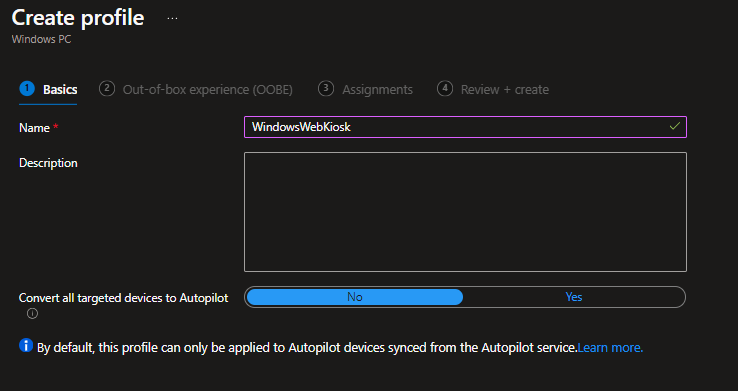 Create profile ...
Windows PC
1 Basics 2 Out-of-box experience (OOBE) 3 Assignments 4 Review + create
Name * WindowsWebKiosk
Description
Convert all targeted devices to Autopilot No Yes
By default, this profile can only be applied to Autopilot devices synced from the Autopilot service.Learn more.